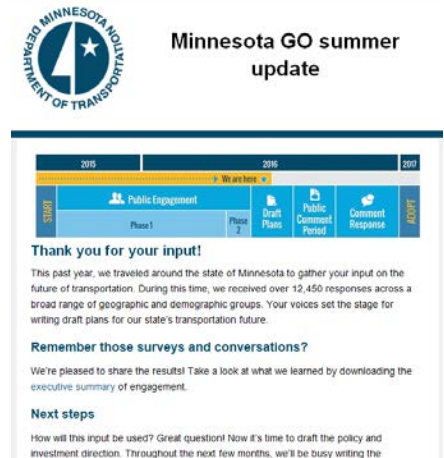 MINNESOTA
DEPARTMENT OF TRANSPORTATION
Minnesota GO summer
update
2015 2016 2017
We are here
START
Public Engagement
Phase 1
Phase
2
Draft
Plans
Public
Comment
Period
Comment
Response
ADOPT
Thank you for your input!
This past year, we traveled around the state of Minnesota to gather your input on the
future of transportation. During this time, we received over 12,450 responses across a
broad range of geographic and demographic groups. Your voices set the stage for
writing draft plans for our state's transportation future.
Remember those surveys and conversations?
We're pleased to share the results! Take a look at what we learned by downloading the
executive summary of engagement.
Next steps
How will this input be used? Great question! Now it's time to draft the policy and
investment direction. Throughout the next few months, we'll be busy writing the